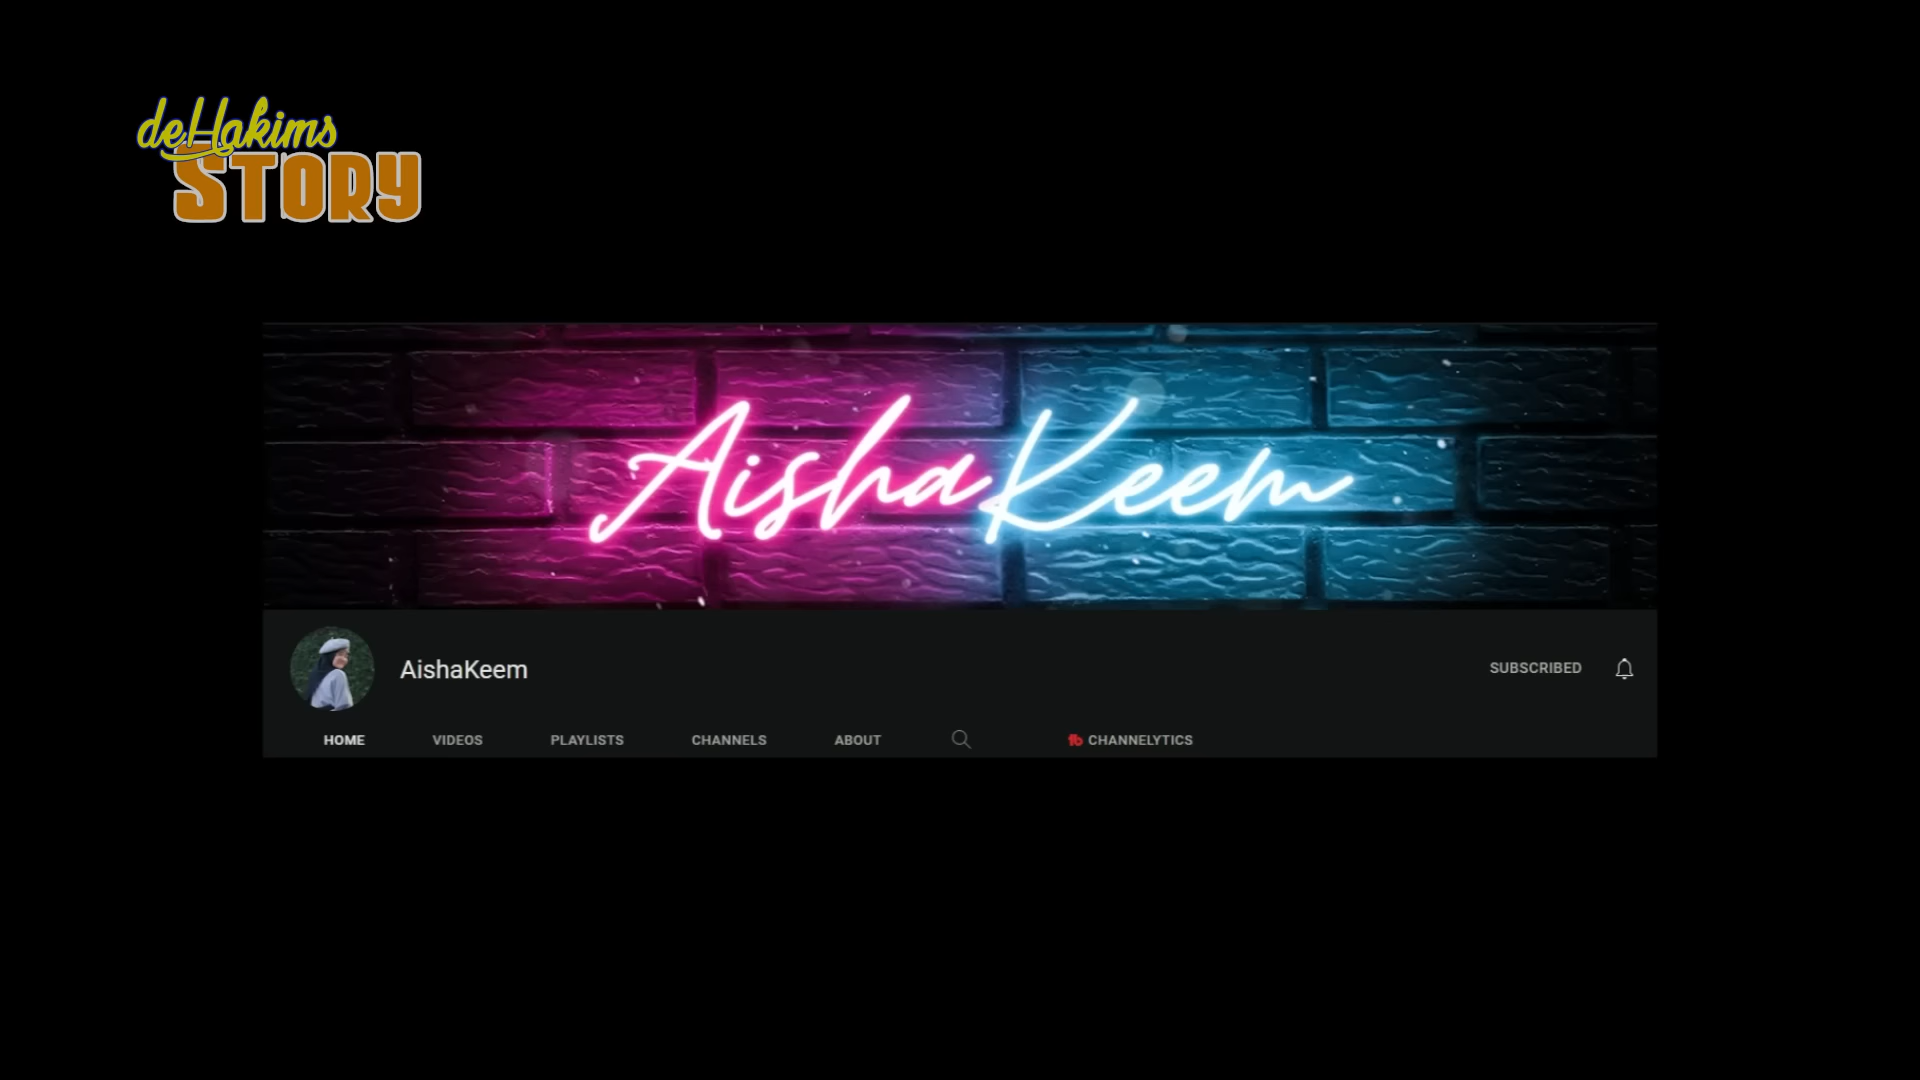 deHakims
STORY
AishaKeem
AishaKeem
SUBSCRIBED
HOME VIDEOS PLAYLISTS CHANNELS ABOUT CHANNELYTICS